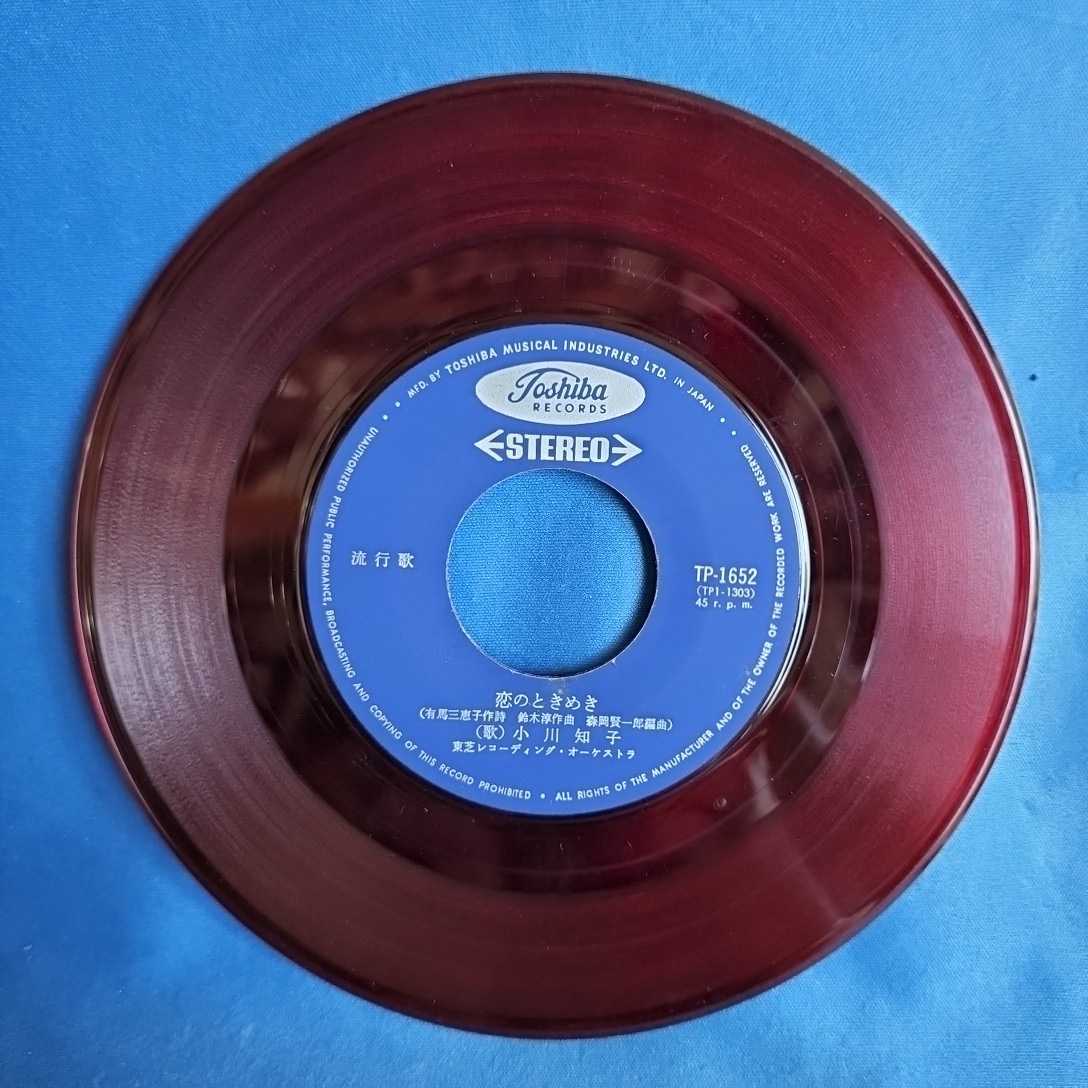 MFD. BY TOSHIBA MUSICAL INDUSTRIES LTD. IN JAPAN
Toshiba
RECORDS
STEREO
流行歌
TP-1652
(TP1-1303)
45 r. p. m.
恋のときめき
(有馬三恵子作詩 鈴木淳作曲 森岡賢一郎編曲)
(歌) 小川知子
東芝レコーディング・オーケストラ
UNAUTHORIZED PUBLIC PERFORMANCE, BROADCASTING AND COPYING OF THIS RECORD PROHIBITED • ALL RIGHTS OF THE MANUFACTURER AND OF THE OWNER OF THE RECORDED WORK ARE RESERVED